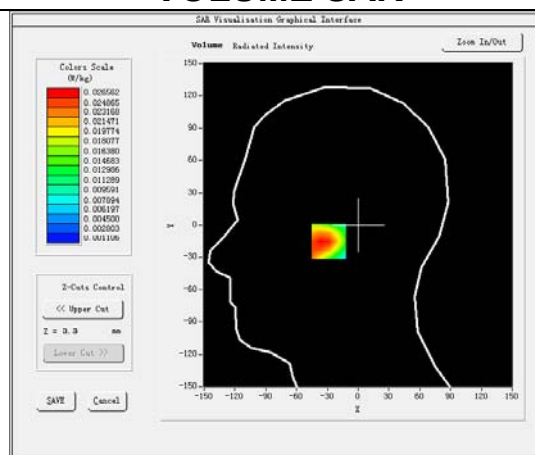 SAR Visualisation Graphical Interface
Volume Radiated Intensity
Zoom In/Out
Colors Scale
(W/kg)
0.026562
0.024865
0.023168
0.021471
0.019774
0.018077
0.016380
0.014683
0.012986
0.011289
0.009591
0.007894
0.006197
0.004500
0.002803
0.001106
150
120
90
60
30
0
-30
-60
-90
-120
-150
Y
-150 -120 -90 -60 -30 0 30 60 90 120 150
X
Z-Cuts Control
<< Upper Cut
Z = 3.3 mm
Lower Cut >>
SAVE Cancel